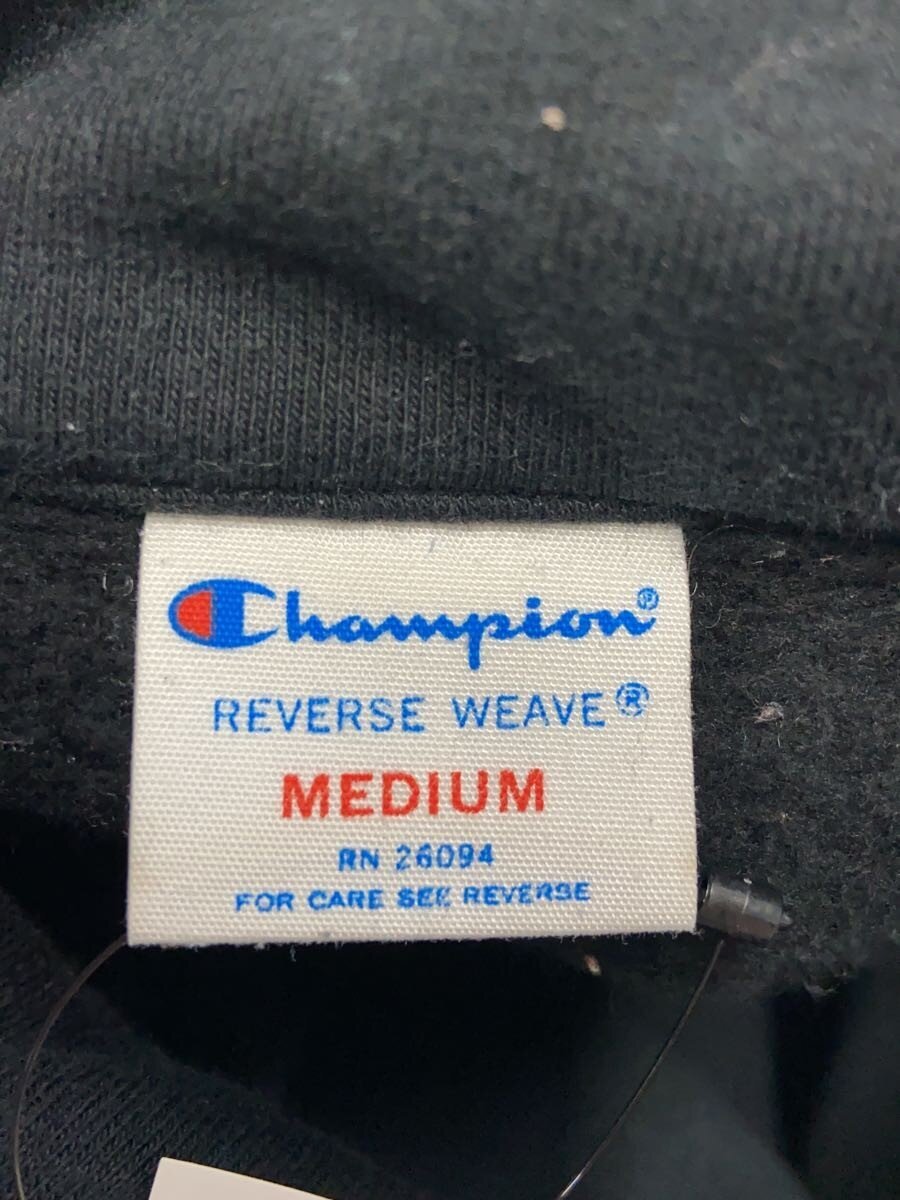 Champion®
REVERSE WEAVE®
MEDIUM
RN 26094
FOR CARE SEE REVERSE